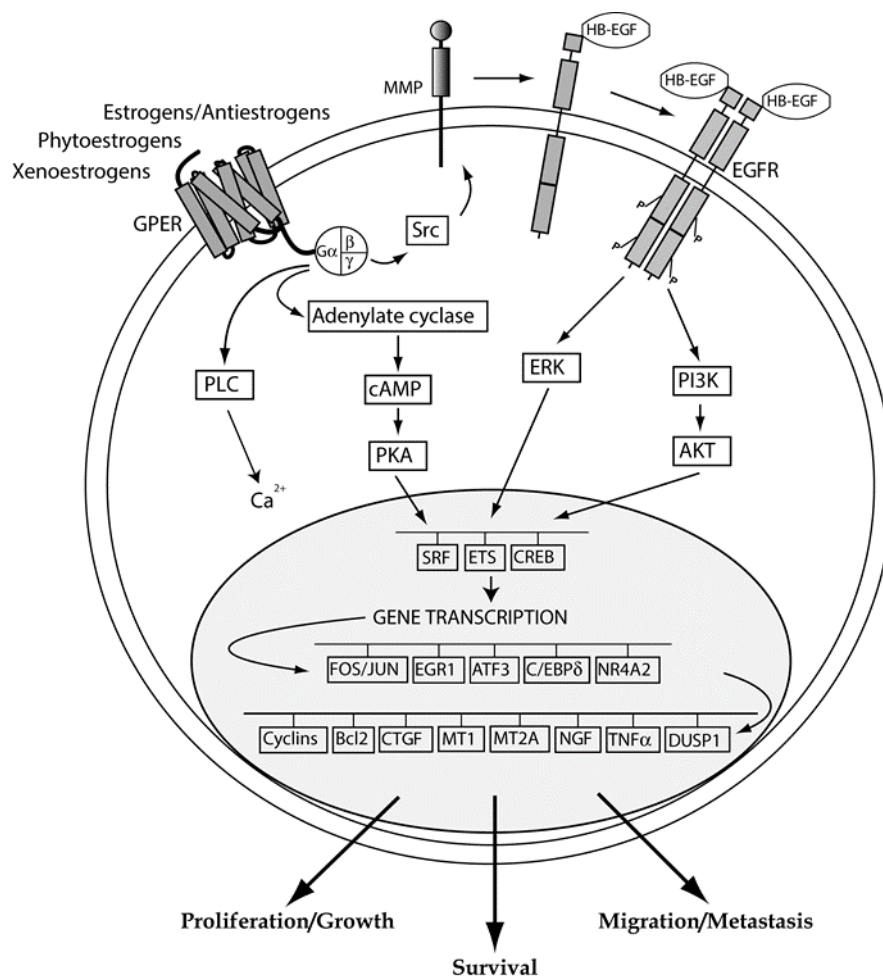 HB-EGF
MMP
HB-EGF
HB-EGF
Estrogens/Antiestrogens
Phytoestrogens
Xenoestrogens
EGFR
GPER
Gα
β
γ
Src
P
P
P
P
Adenylate cyclase
PLC
cAMP
ERK
PI3K
PKA
AKT
Ca²⁺
SRF
ETS
CREB
GENE TRANSCRIPTION
FOS/JUN
EGR1
ATF3
C/EBPδ
NR4A2
Cyclins
Bcl2
CTGF
MT1
MT2A
NGF
TNFα
DUSP1
Proliferation/Growth
Migration/Metastasis
Survival